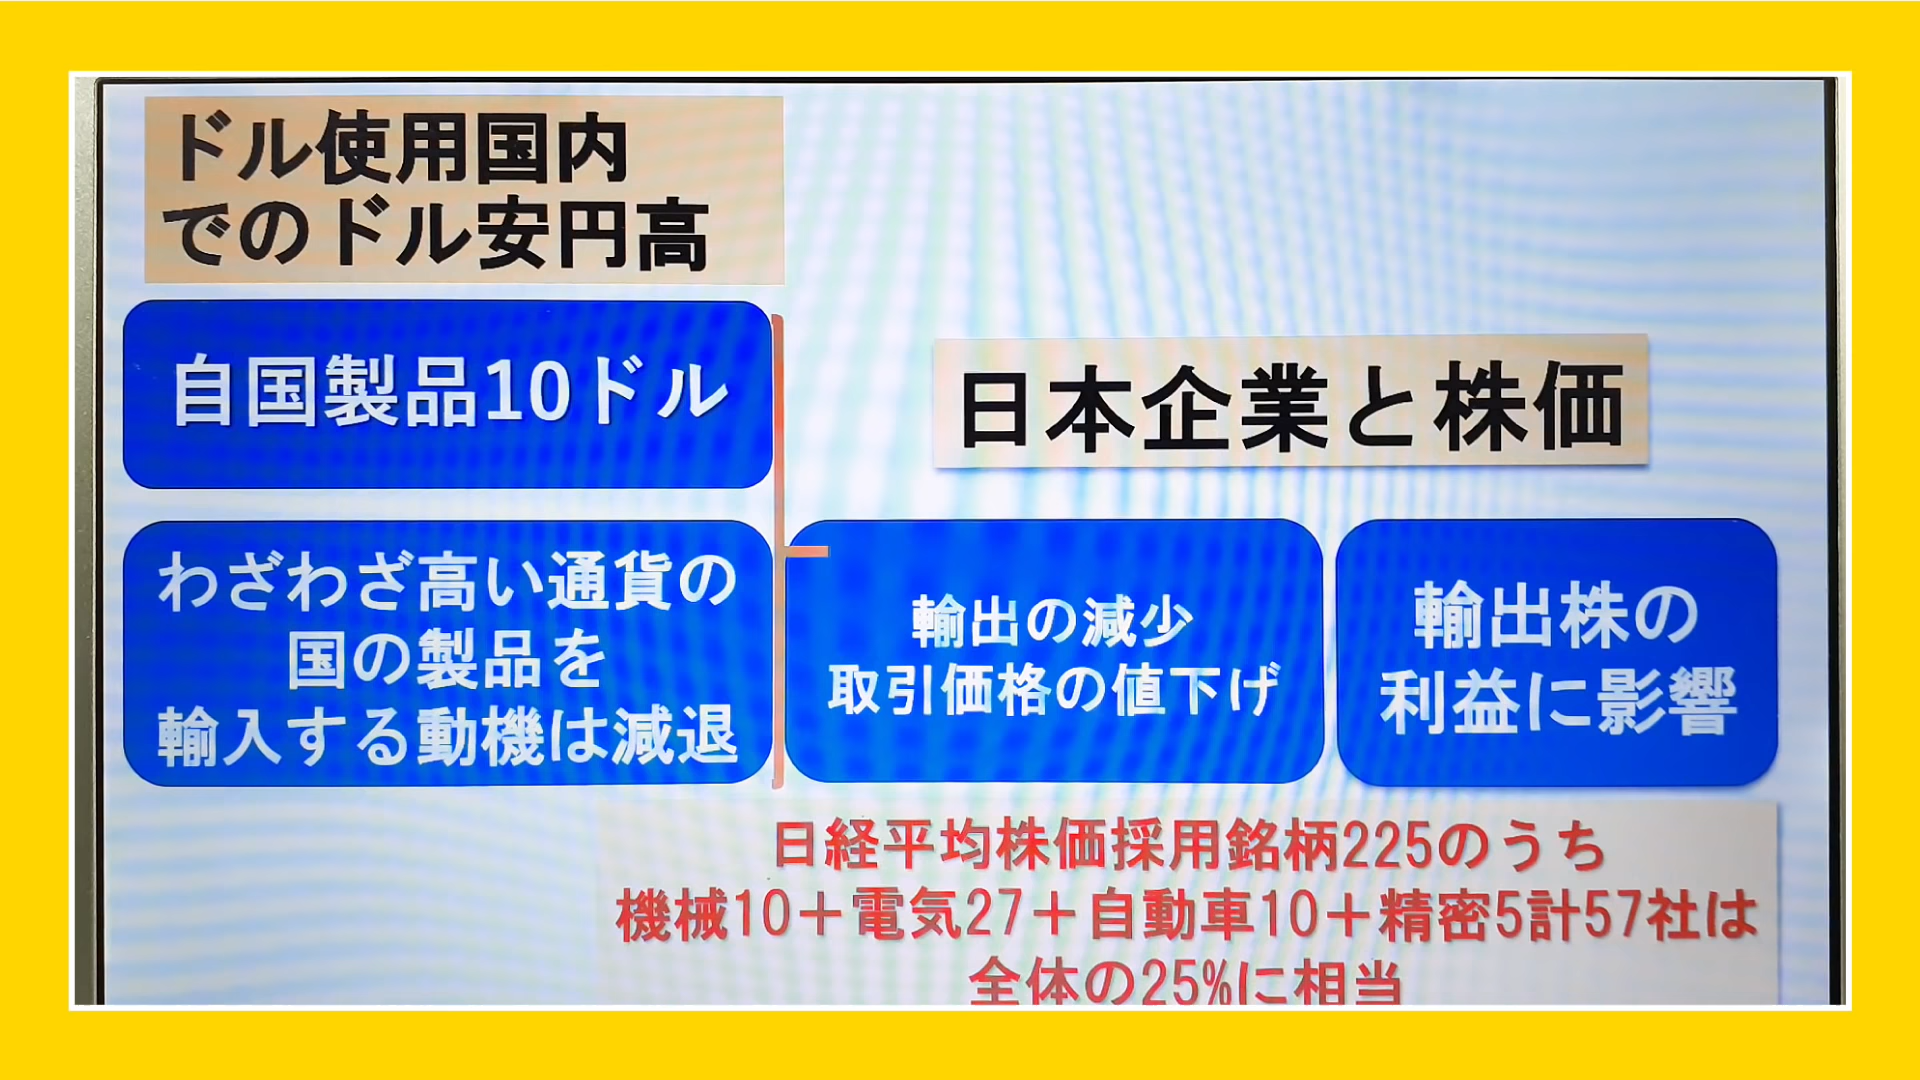 ドル使用国内
でのドル安円高
自国製品10ドル
わざわざ高い通貨の
国の製品を
輸入する動機は減退
日本企業と株価
輸出の減少
取引価格の値下げ
輸出株の
利益に影響
日経平均株価採用銘柄225のうち
機械10＋電気27＋自動車10＋精密5計57社は
全体の25%に相当